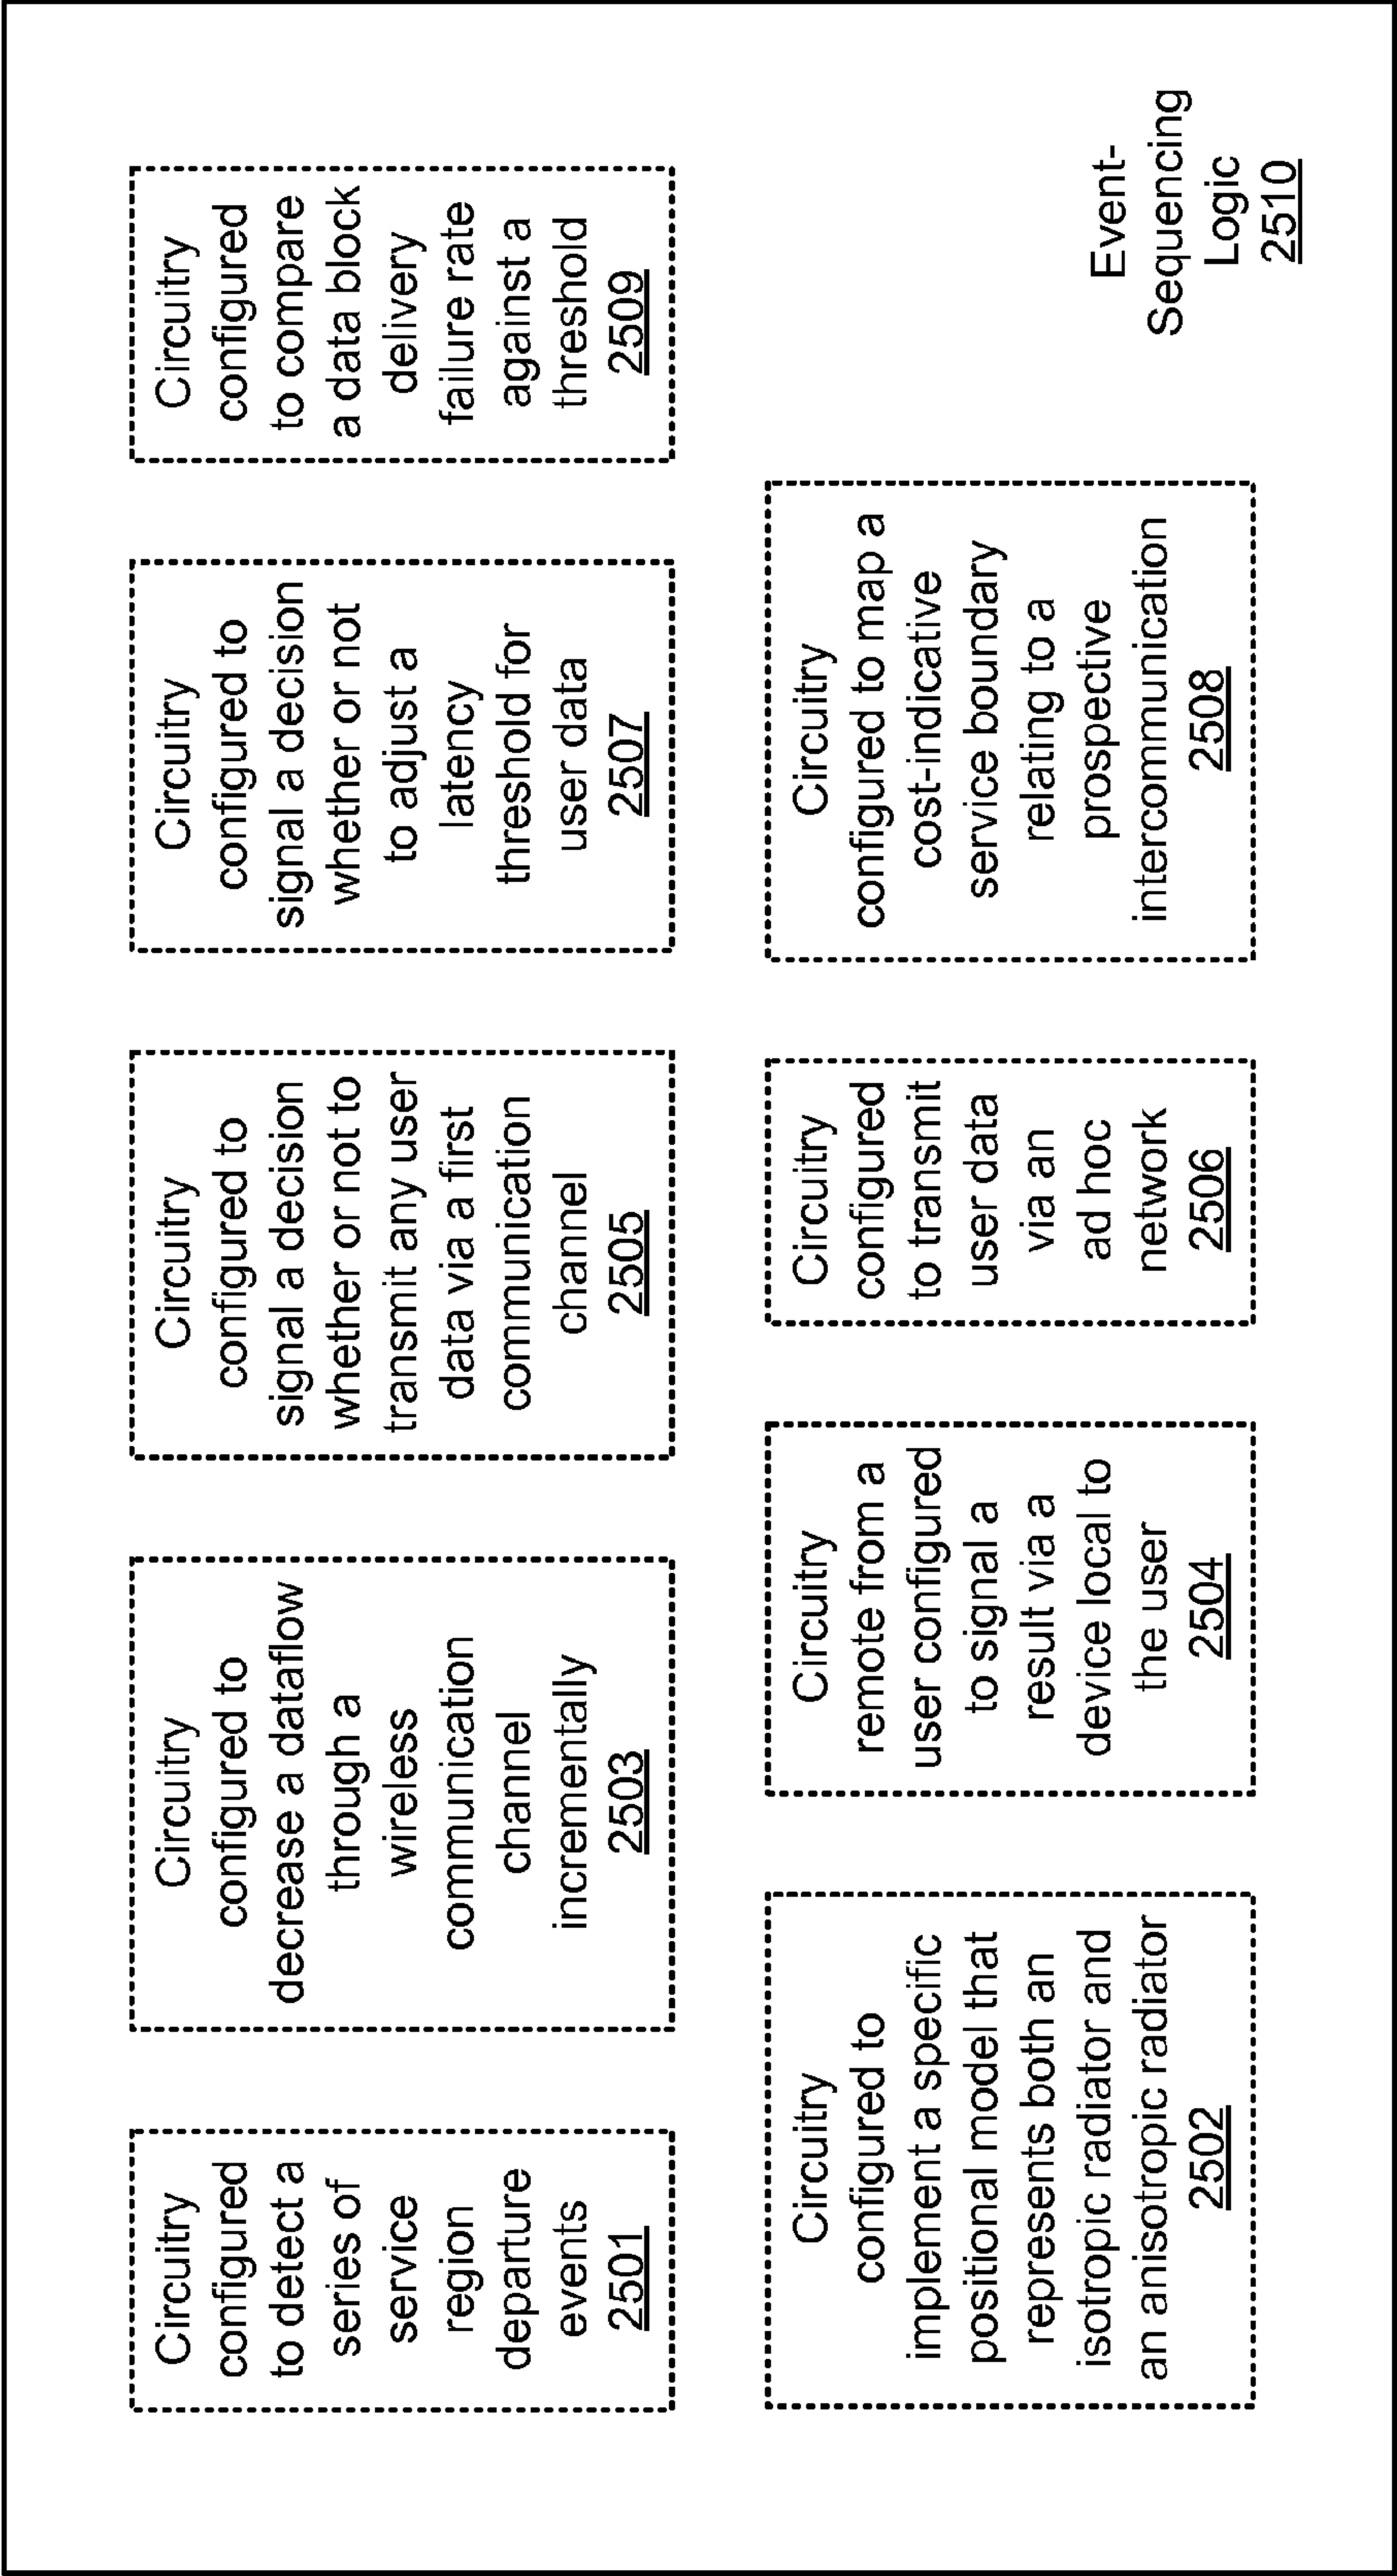 Circuitry
configured
to detect a
series of
service
region
departure
events
2501
Circuitry
configured to
decrease a dataflow
through a
wireless
communication
channel
incrementally
2503
Circuitry
configured to
signal a decision
whether or not to
transmit any user
data via a first
communication
channel
2505
Circuitry
configured to
signal a decision
whether or not
to adjust a
latency
threshold for
user data
2507
Circuitry
configured
to compare
a data block
delivery
failure rate
against a
threshold
2509
Circuitry
configured to
implement a specific
positional model that
represents both an
isotropic radiator and
an anisotropic radiator
2502
Circuitry
remote from a
user configured
to signal a
result via a
device local to
the user
2504
Circuitry
configured
to transmit
user data
via an
ad hoc
network
2506
Circuitry
configured to map a
cost-indicative
service boundary
relating to a
prospective
intercommunication
2508
Event-
Sequencing
Logic
2510